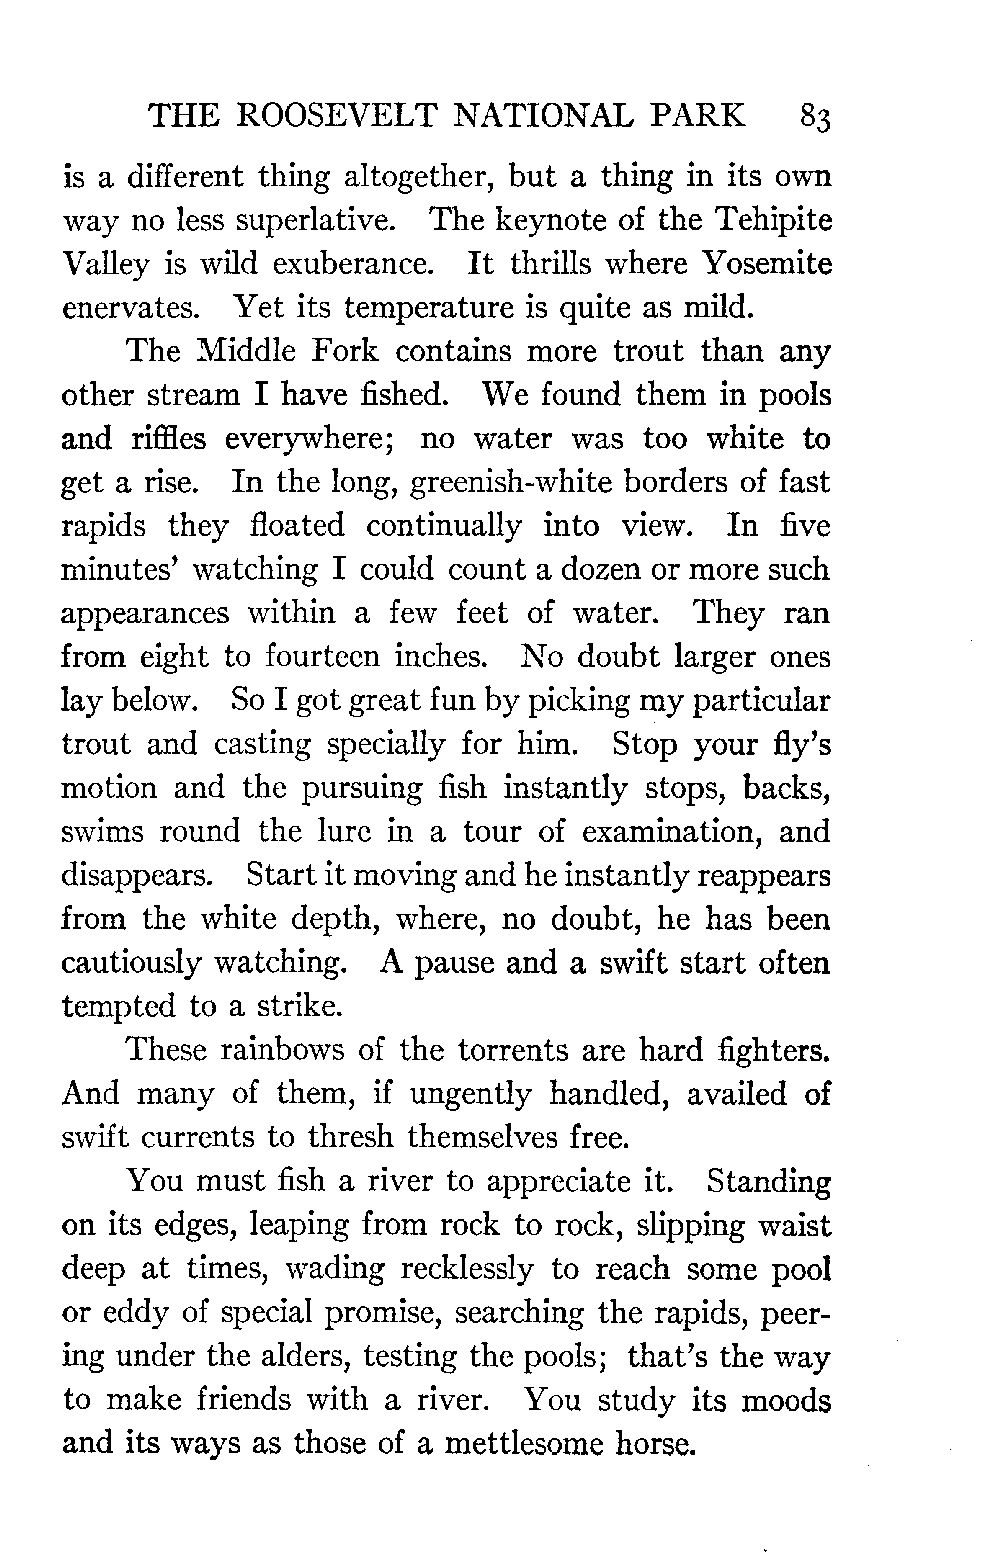 THE ROOSEVELT NATIONAL PARK 83
is a different thing altogether, but a thing in its own
way no less superlative. The keynote of the Tehipite
Valley is wild exuberance. It thrills where Yosemite
enervates. Yet its temperature is quite as mild.
The Middle Fork contains more trout than any
other stream I have fished. We found them in pools
and riffles everywhere; no water was too white to
get a rise. In the long, greenish-white borders of fast
rapids they floated continually into view. In five
minutes' watching I could count a dozen or more such
appearances within a few feet of water. They ran
from eight to fourteen inches. No doubt larger ones
lay below. So I got great fun by picking my particular
trout and casting specially for him. Stop your fly's
motion and the pursuing fish instantly stops, backs,
swims round the lure in a tour of examination, and
disappears. Start it moving and he instantly reappears
from the white depth, where, no doubt, he has been
cautiously watching. A pause and a swift start often
tempted to a strike.
These rainbows of the torrents are hard fighters.
And many of them, if ungently handled, availed of
swift currents to thresh themselves free.
You must fish a river to appreciate it. Standing
on its edges, leaping from rock to rock, slipping waist
deep at times, wading recklessly to reach some pool
or eddy of special promise, searching the rapids, peer-
ing under the alders, testing the pools; that's the way
to make friends with a river. You study its moods
and its ways as those of a mettlesome horse.